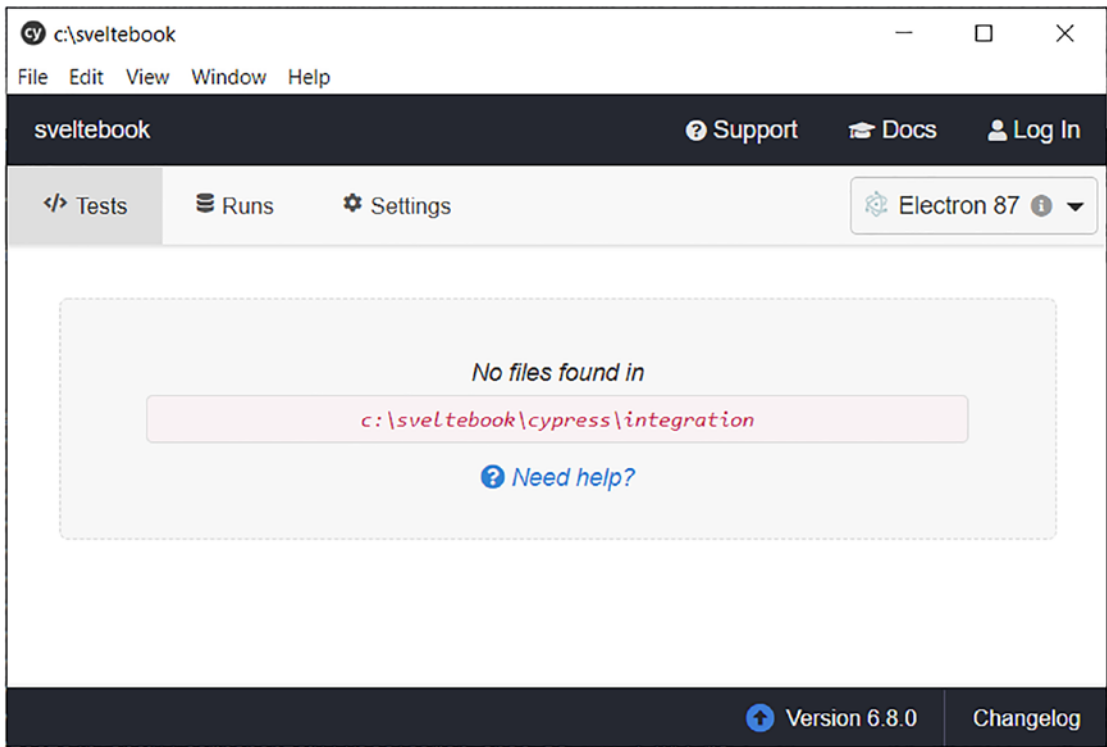 cy c:\sveltebook
File Edit View Window Help
sveltebook Support Docs Log In
Tests Runs Settings Electron 87
No files found in
c:\sveltebook\cypress\integration
Need help?
Version 6.8.0 Changelog